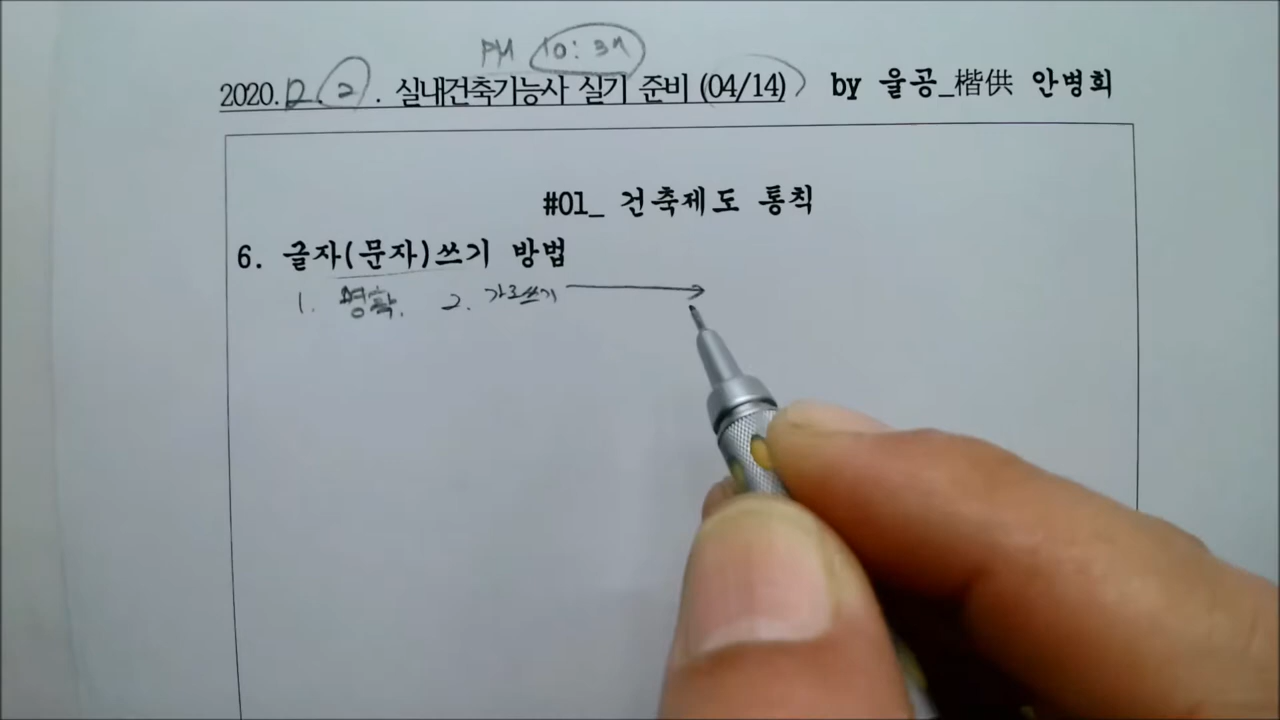 PM 10:37
2020.12.2. 실내건축기능사 실기 준비 (04/14) by 울공_楷供 안병희
#01_ 건축제도 통칙
6. 글자(문자)쓰기 방법
1. 명확. 2. 가로쓰기